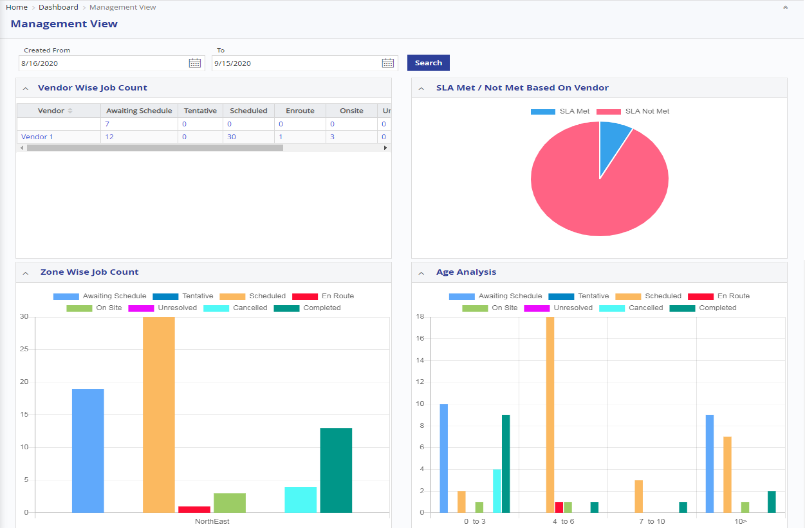 Home > Dashboard > Management View
Management View
Created From To
8/16/2020 9/15/2020 Search
Vendor Wise Job Count
Vendor Awaiting Schedule Tentative Scheduled Enroute Onsite
7 0 0 0 0 0
Vendor 1 12 0 30 1 3 0
SLA Met / Not Met Based On Vendor
SLA Met SLA Not Met
Zone Wise Job Count
Awaiting Schedule Tentative Scheduled En Route
On Site Unresolved Cancelled Completed
30
25
20
15
10
5
0
NorthEast
Age Analysis
Awaiting Schedule Tentative Scheduled En Route
On Site Unresolved Cancelled Completed
18
16
14
12
10
8
6
4
2
0
0 to 3 4 to 6 7 to 10 10>